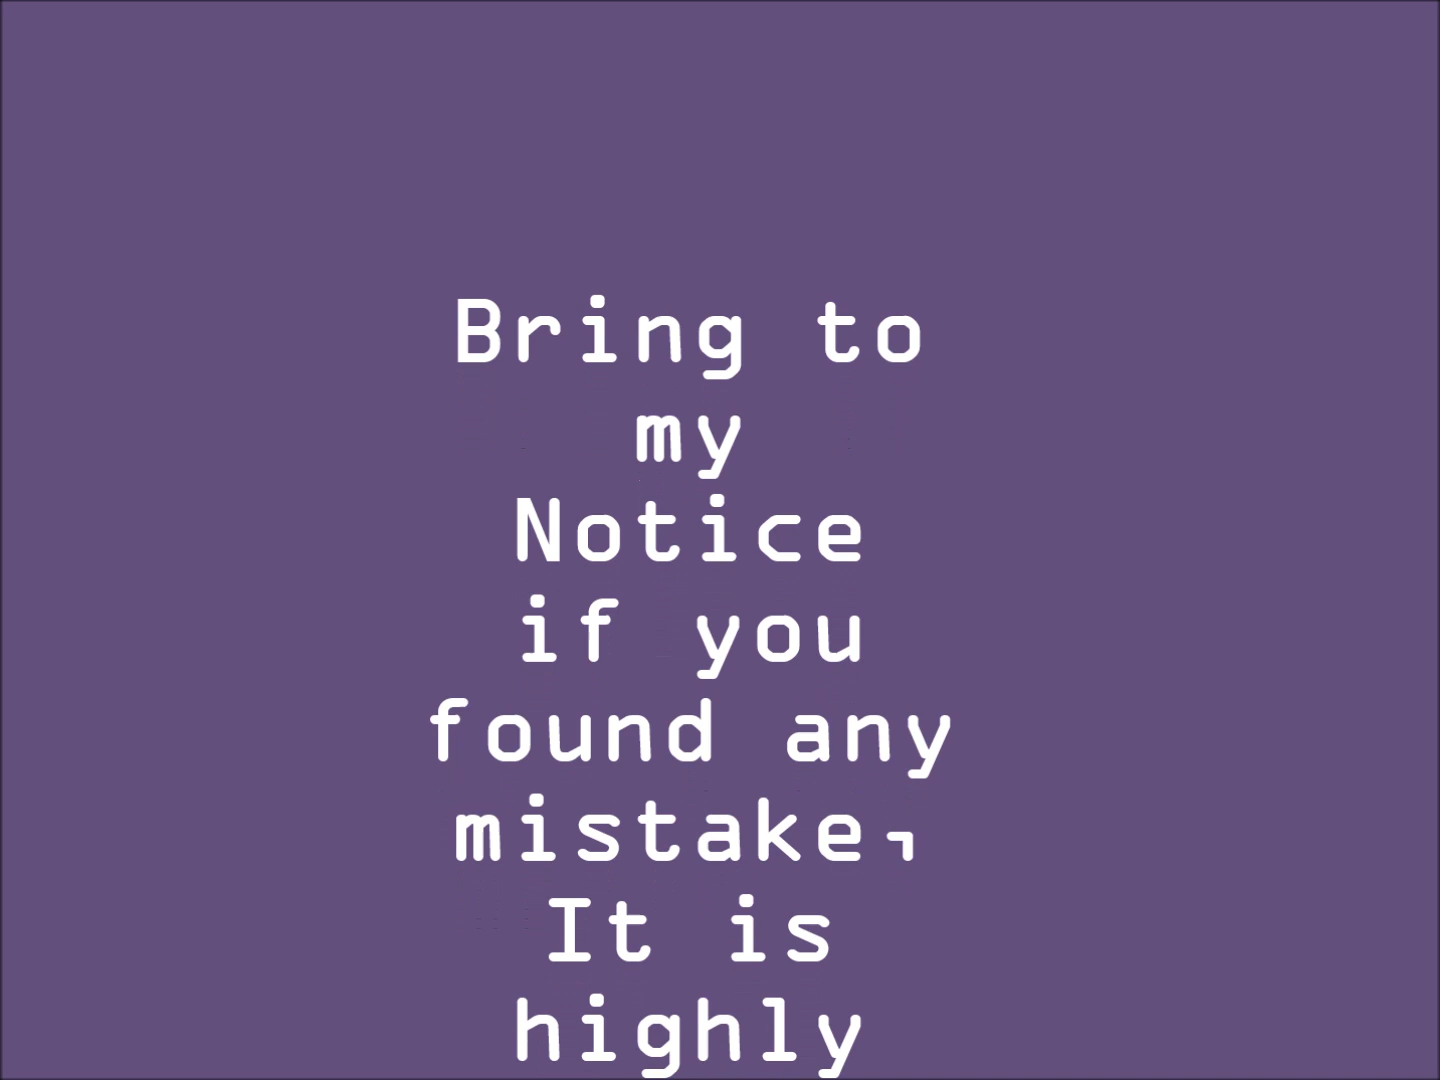 Bring to
my
Notice
if you
found any
mistake,
It is
highly